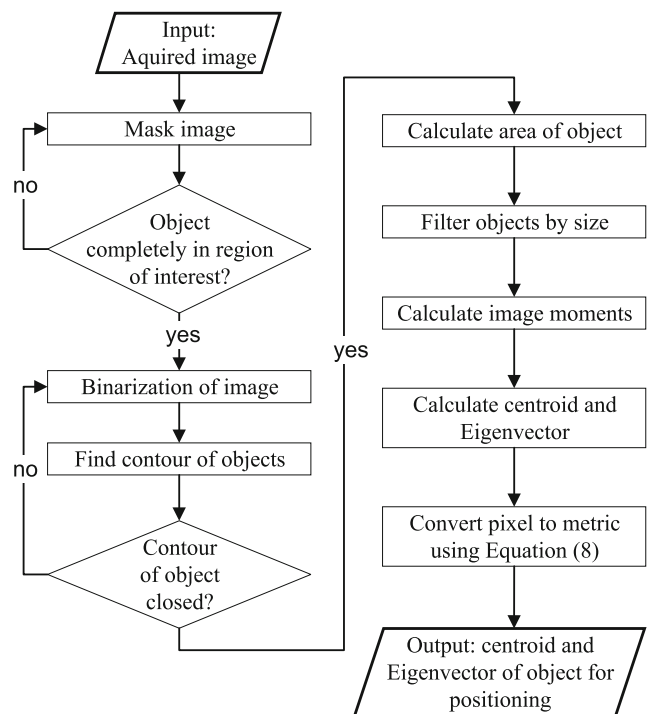 Input:
Aquired image
Mask image
no
Object
completely in region
of interest?
yes
Binarization of image
Find contour of objects
no
Contour
of object
closed?
yes
Calculate area of object
Filter objects by size
Calculate image moments
Calculate centroid and
Eigenvector
Convert pixel to metric
using Equation (8)
Output: centroid and
Eigenvector of object for
positioning